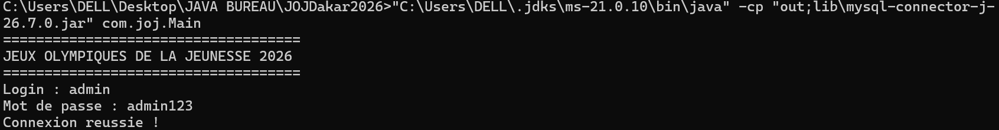 C:\Users\DELL\Desktop\JAVA BUREAU\JOJDakar2026>"C:\Users\DELL\.jdks\ms-21.0.10\bin\java" -cp "out;lib\mysql-connector-j-
26.7.0.jar" com.joj.Main
====================================
JEUX OLYMPIQUES DE LA JEUNESSE 2026
====================================
Login : admin
Mot de passe : admin123
Connexion reussie !